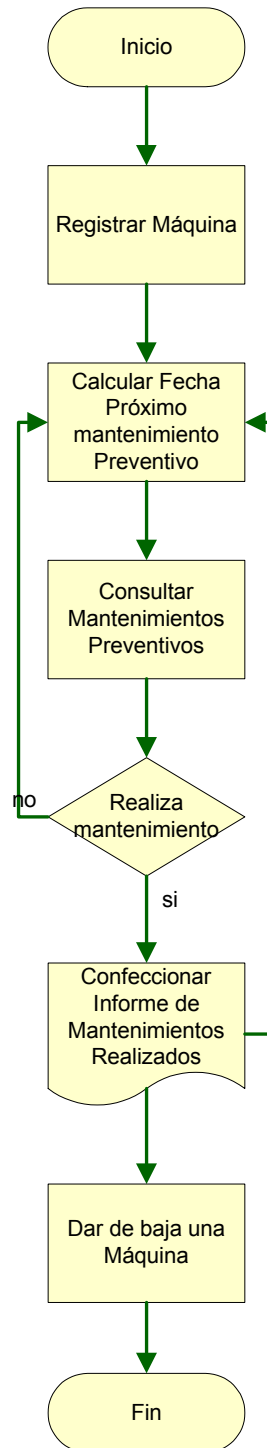 Inicio
Registrar Máquina
Calcular Fecha
Próximo
mantenimiento
Preventivo
Consultar
Mantenimientos
Preventivos
Realiza
mantenimiento
no
si
Confeccionar
Informe de
Mantenimientos
Realizados
Dar de baja una
Máquina
Fin